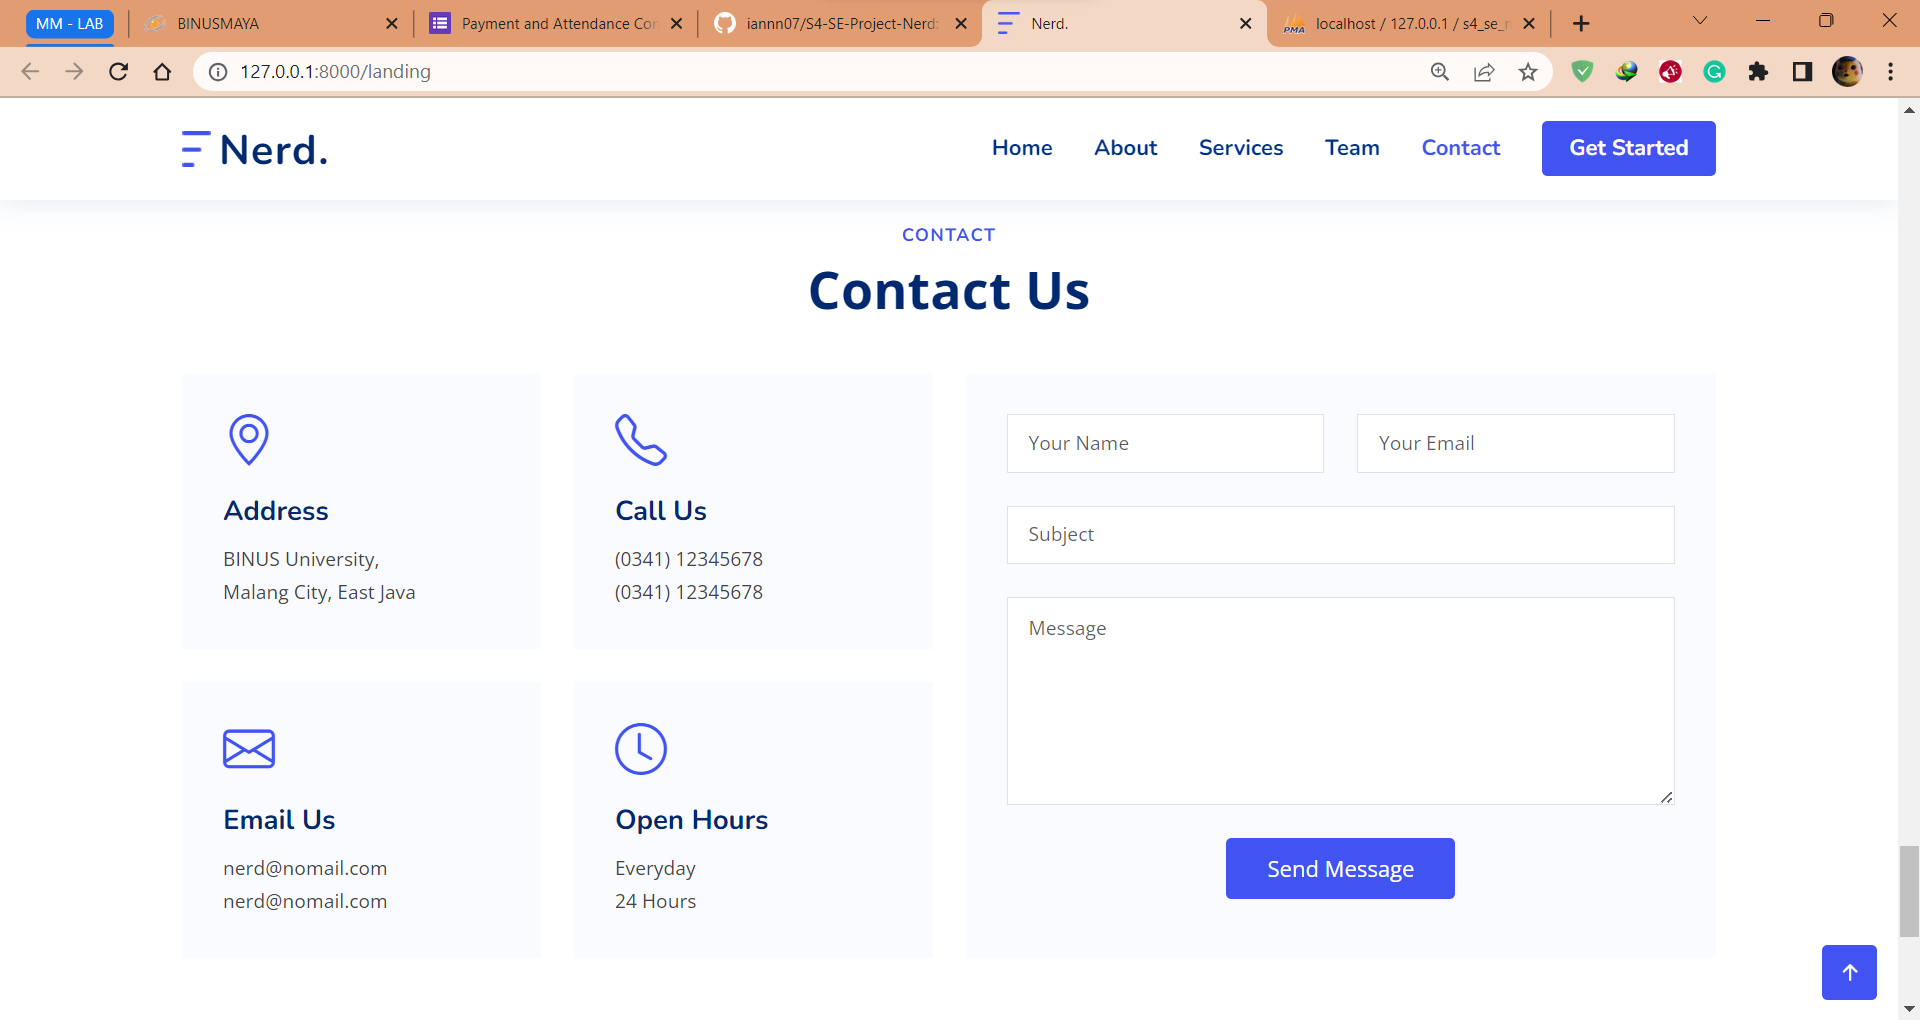 MM - LAB
BINUSMAYA
Payment and Attendance Co
iannn07/S4-SE-Project-Nerd:
Nerd.
localhost / 127.0.0.1 / s4_se_
127.0.0.1:8000/landing
Nerd.
Home
About
Services
Team
Contact
Get Started
CONTACT
Contact Us
Address
BINUS University,
Malang City, East Java
Call Us
(0341) 12345678
(0341) 12345678
Email Us
nerd@nomail.com
nerd@nomail.com
Open Hours
Everyday
24 Hours
Your Name
Your Email
Subject
Message
Send Message